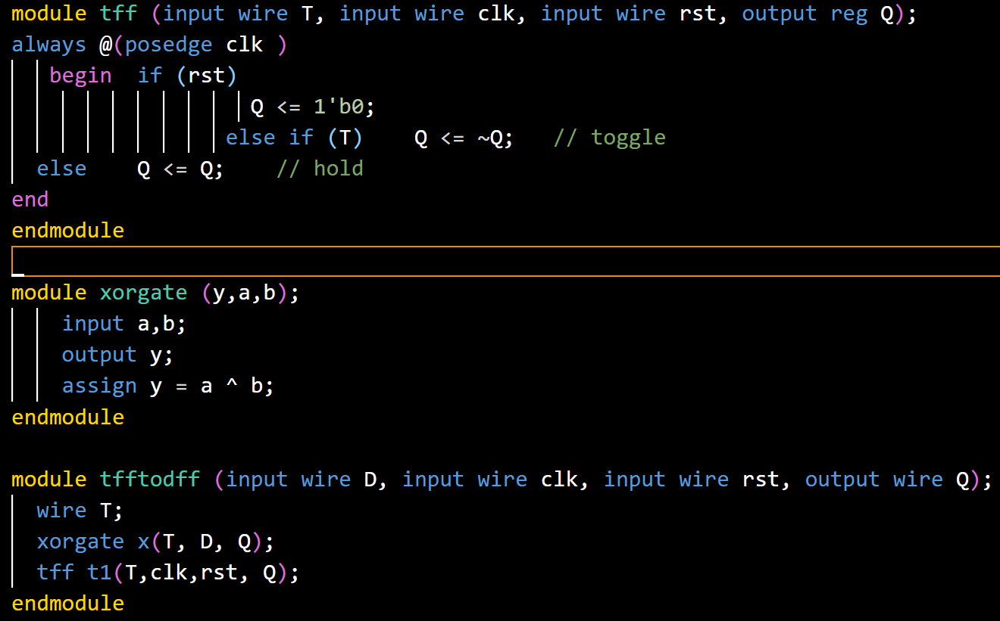 module tff (input wire T, input wire clk, input wire rst, output reg Q);
always @(posedge clk )
begin  if (rst)
Q <= 1'b0;
else if (T)    Q <= ~Q;   // toggle
else    Q <= Q;    // hold
end
endmodule
module xorgate (y,a,b);
input a,b;
output y;
assign y = a ^ b;
endmodule
module tfftodff (input wire D, input wire clk, input wire rst, output wire Q);
wire T;
xorgate x(T, D, Q);
tff t1(T,clk,rst, Q);
endmodule